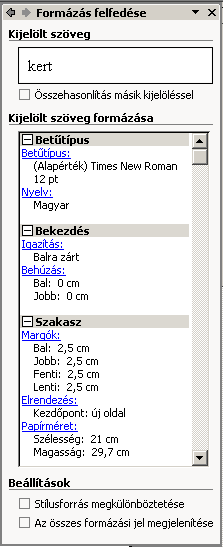 Formázás felfedése
Kijelölt szöveg
kert
Összehasonlítás másik kijelöléssel
Kijelölt szöveg formázása
Betűtípus
Betűtípus:
(Alapérték) Times New Roman
12 pt
Nyelv:
Magyar
Bekezdés
Igazítás:
Balra zárt
Behúzás:
Bal: 0 cm
Jobb: 0 cm
Szakasz
Margók:
Bal: 2,5 cm
Jobb: 2,5 cm
Fenti: 2,5 cm
Lenti: 2,5 cm
Elrendezés:
Kezdőpont: új oldal
Papírméret:
Szélesség: 21 cm
Magasság: 29,7 cm
Beállítások
Stílusforrás megkülönböztetése
Az összes formázási jel megjelenítése